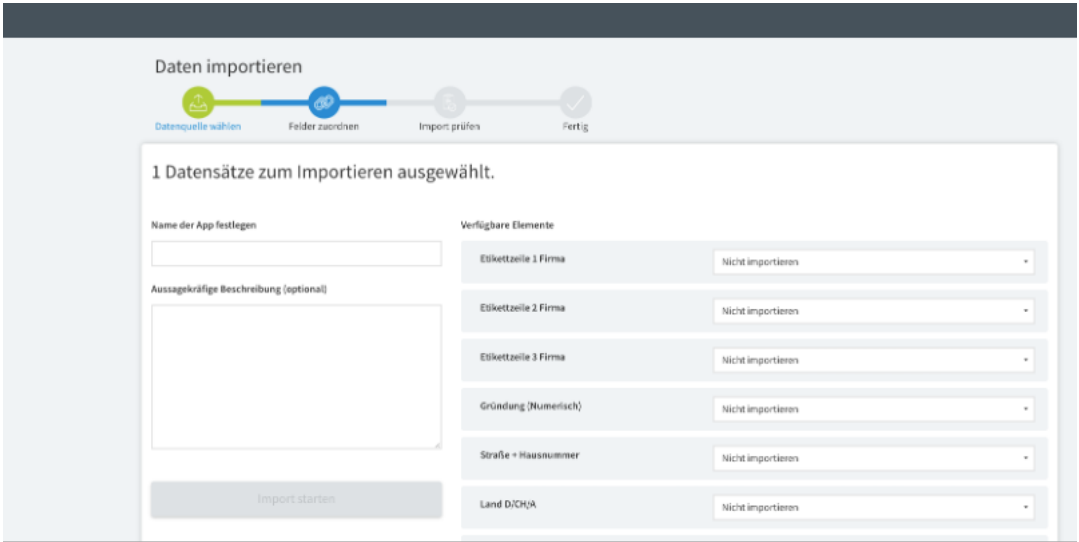 Daten importieren
Datenquelle wählen
Felder zuordnen
Import prüfen
Fertig
1 Datensätze zum Importieren ausgewählt.
Name der App festlegen
Aussagekräfige Beschreibung (optional)
Import starten
Verfügbare Elemente
Etikettzeile 1 Firma
Nicht importieren
Etikettzeile 2 Firma
Nicht importieren
Etikettzeile 3 Firma
Nicht importieren
Gründung (Numerisch)
Nicht importieren
Straße + Hausnummer
Nicht importieren
Land D/CH/A
Nicht importieren